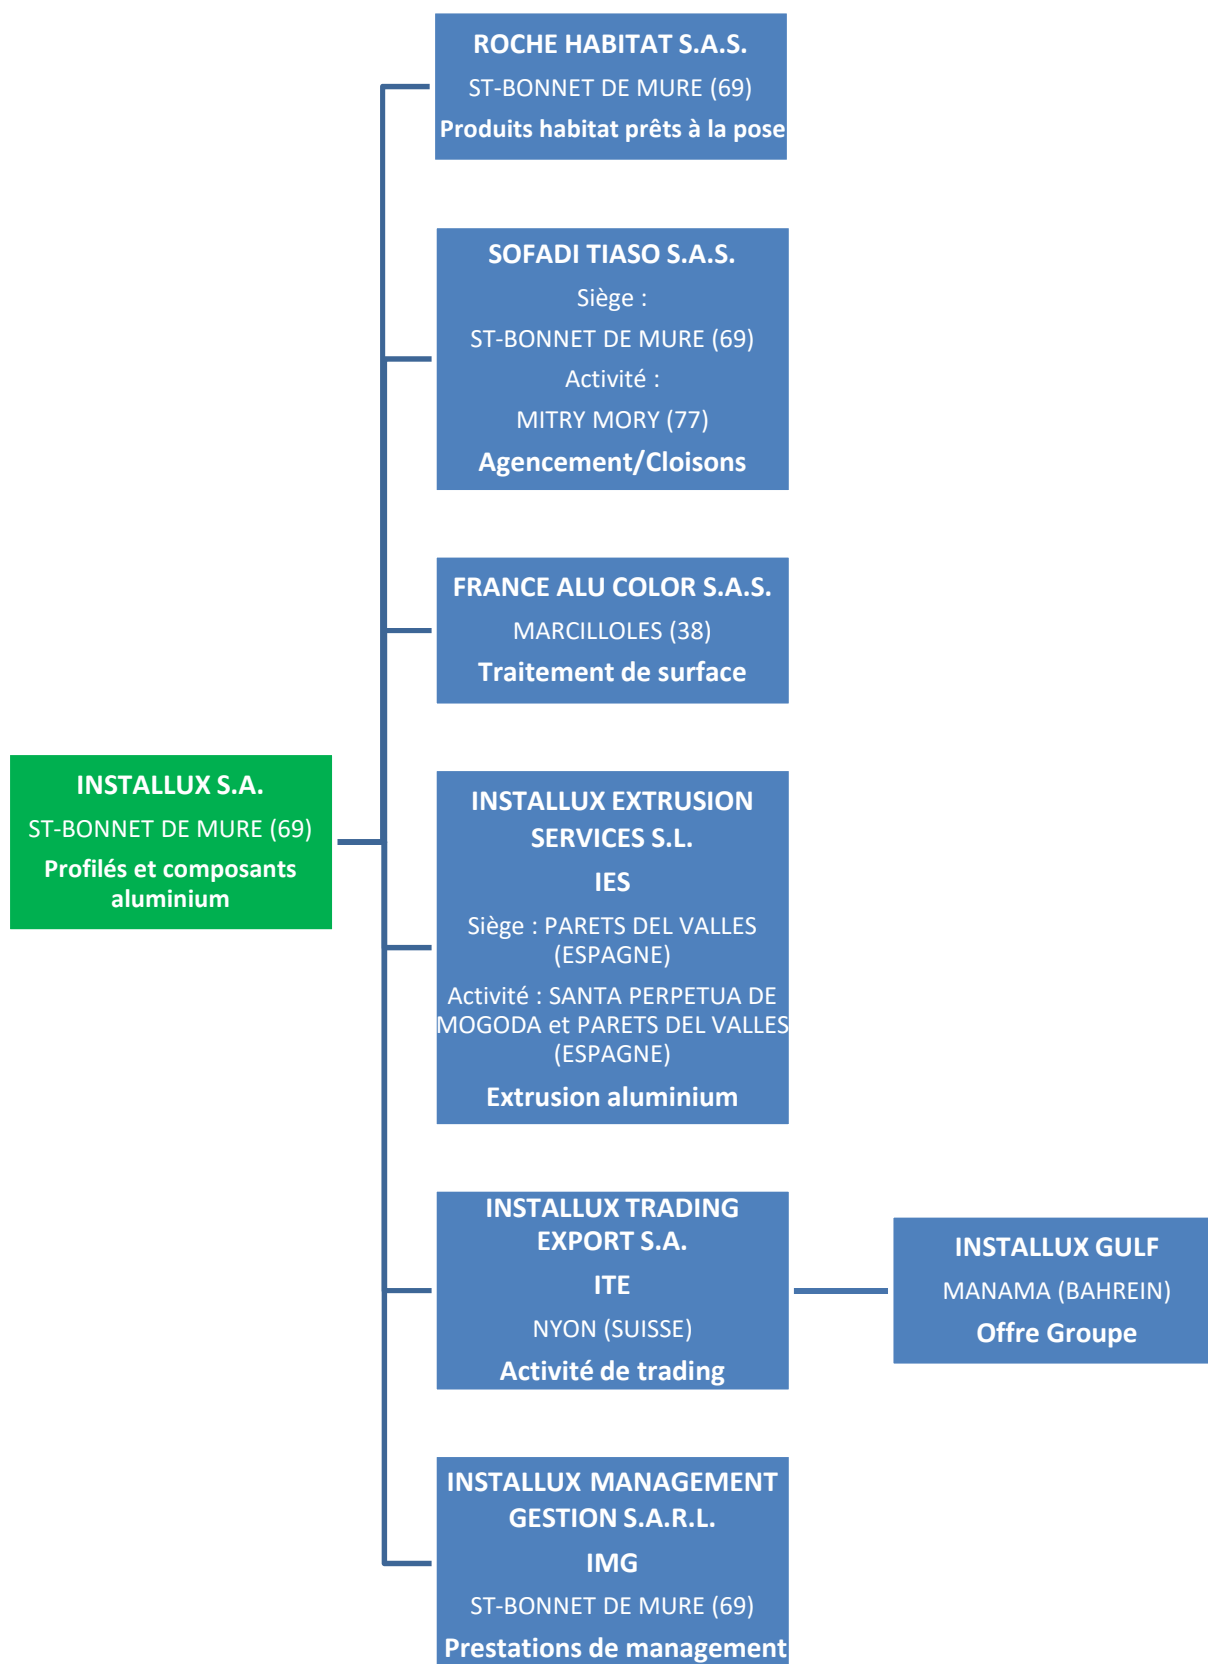 ROCHE HABITAT S.A.S.
ST-BONNET DE MURE (69)
Produits habitat prêts à la pose
SOFADI TIASO S.A.S.
Siège :
ST-BONNET DE MURE (69)
Activité :
MITRY MORY (77)
Agencement/Cloisons
FRANCE ALU COLOR S.A.S.
MARCILLOLES (38)
Traitement de surface
INSTALLUX S.A.
ST-BONNET DE MURE (69)
Profilés et composants
aluminium
INSTALLUX EXTRUSION
SERVICES S.L.
IES
Siège : PARETS DEL VALLES
(ESPAGNE)
Activité : SANTA PERPETUA DE
MOGODA et PARETS DEL VALLES
(ESPAGNE)
Extrusion aluminium
INSTALLUX TRADING
EXPORT S.A.
ITE
NYON (SUISSE)
Activité de trading
INSTALLUX GULF
MANAMA (BAHREIN)
Offre Groupe
INSTALLUX MANAGEMENT
GESTION S.A.R.L.
IMG
ST-BONNET DE MURE (69)
Prestations de management